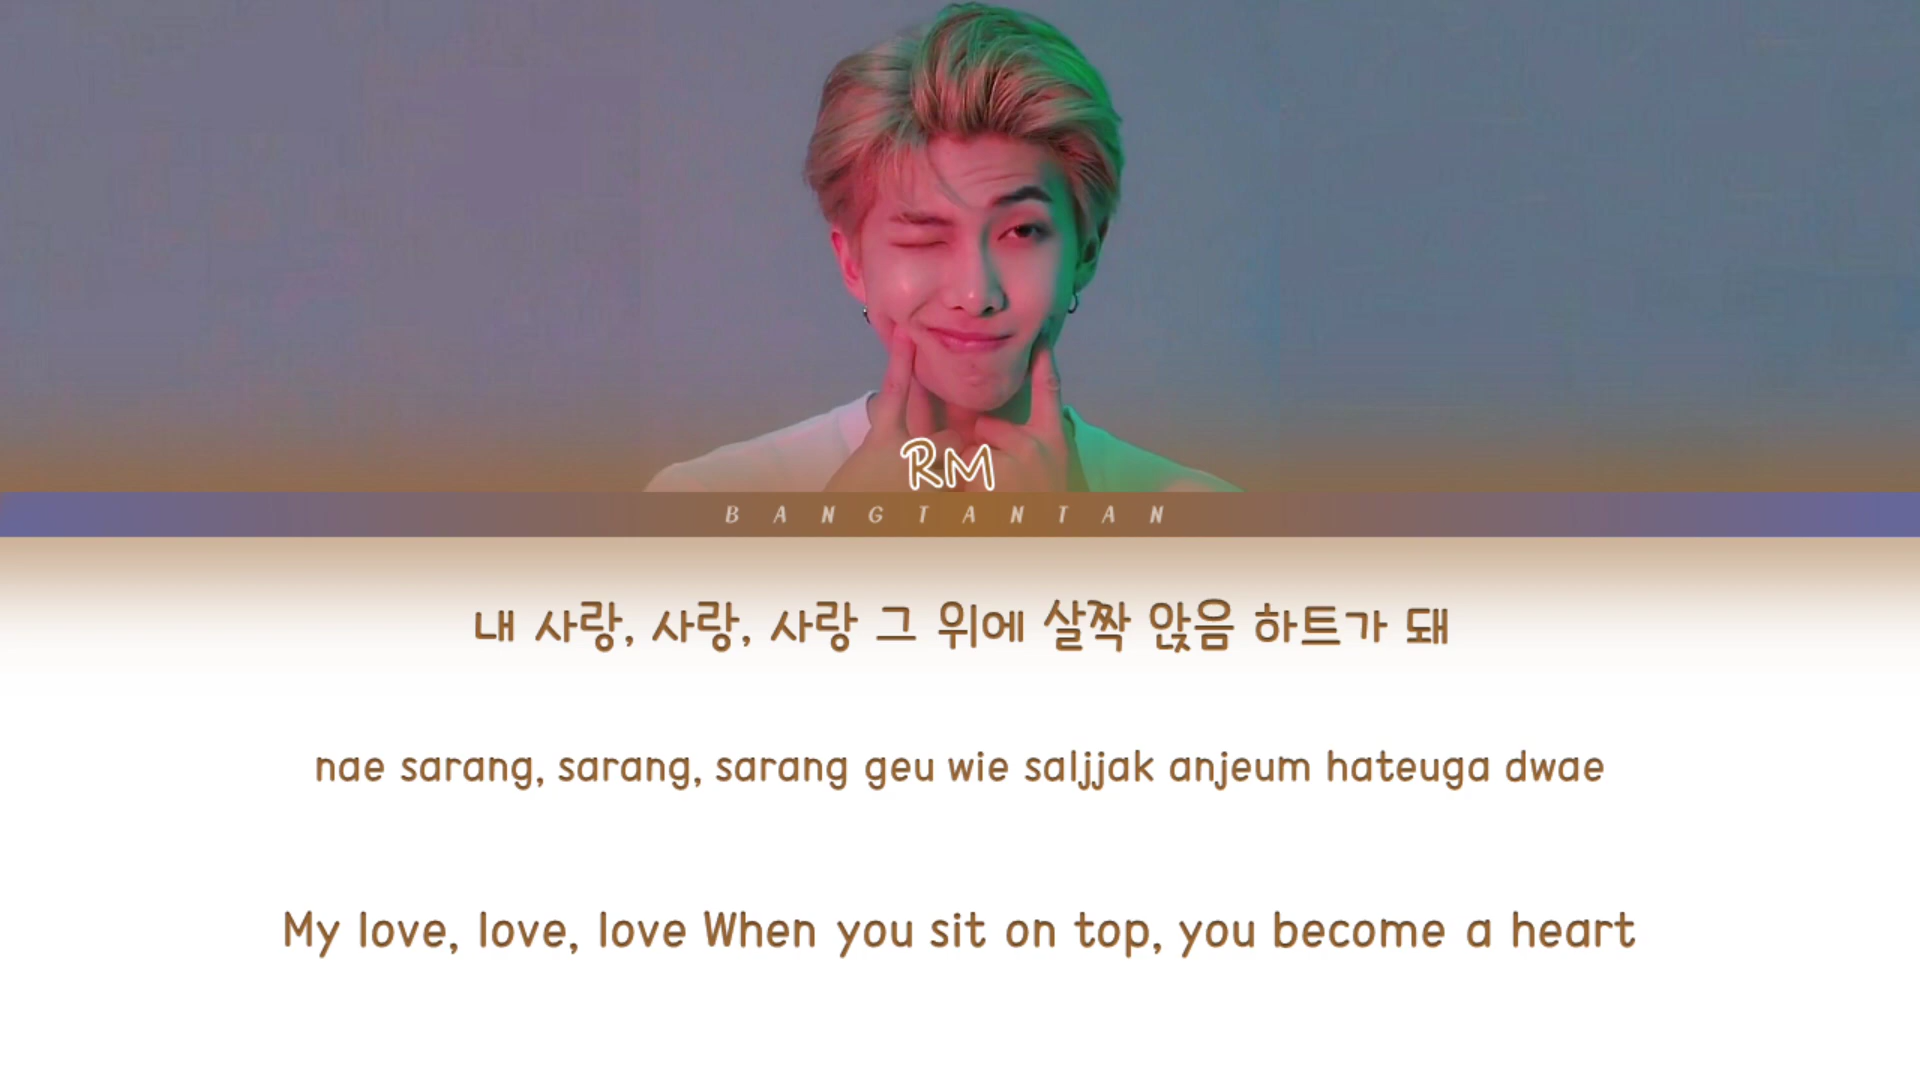 RM
BANGTANTAN
내 사랑, 사랑, 사랑 그 위에 살짝 앉음 하트가 돼
nae sarang, sarang, sarang geu wie saljjak anjeum hateuga dwae
My love, love, love When you sit on top, you become a heart